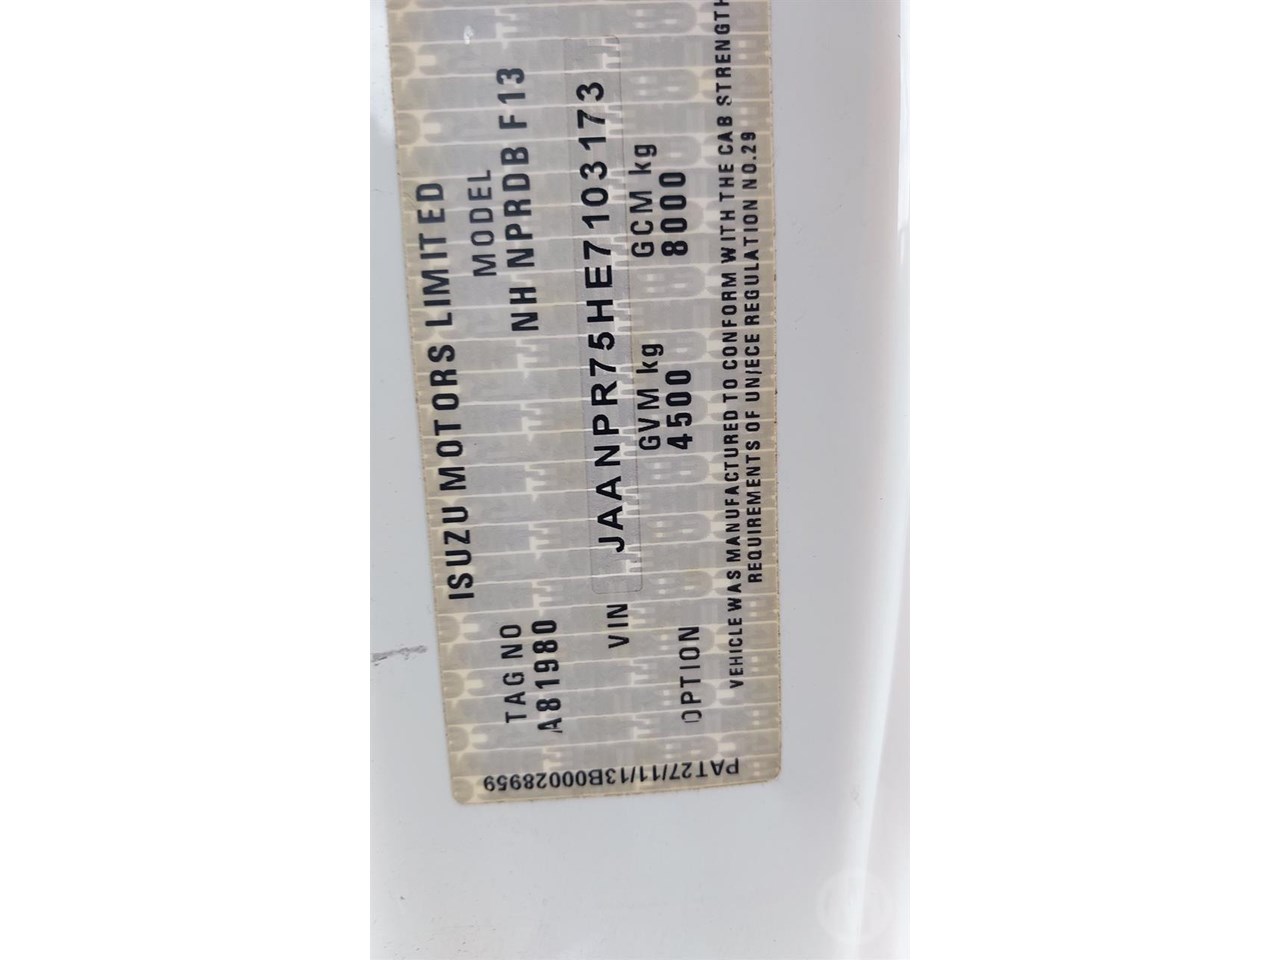 ISUZU MOTORS LIMITED
TAG NO MODEL
A81980 NH NPRDB F13
VIN JAANPR75HE7103173
GVM kg GCM kg
OPTION 4500 8000
VEHICLE WAS MANUFACTURED TO CONFORM WITH THE CAB STRENGTH
REQUIREMENTS OF UN/ECE REGULATION NO.29
PAT27/11/13B00028959